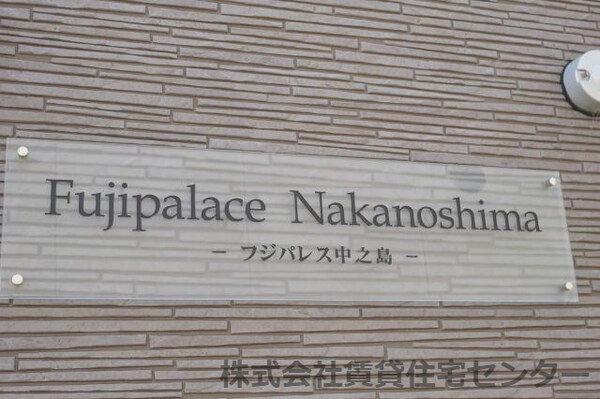 Fujipalace Nakanoshima
− フジパレス中之島 −
株式会社賃貸住宅センター